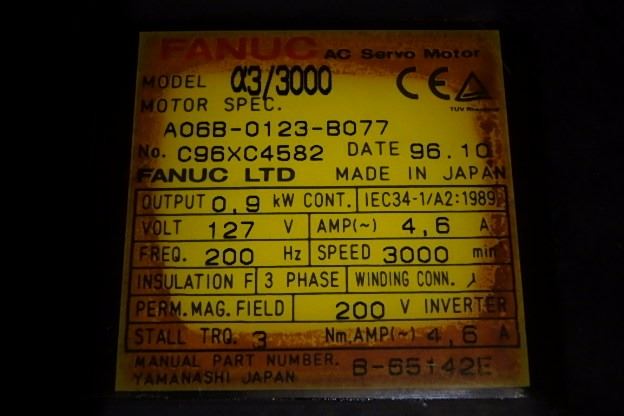 FANUC AC Servo Motor
MODEL α3/3000
MOTOR SPEC.
A06B-0123-B077
No. C96XC4582 DATE 96.10
FANUC LTD MADE IN JAPAN
OUTPUT 0,9 kW CONT. IEC34-1/A2:1989
VOLT 127 V AMP(~) 4,6 A
FREQ. 200 Hz SPEED 3000 min
INSULATION F 3 PHASE WINDING CONN. ⅄
PERM.MAG.FIELD 200 V INVERTER
STALL TRQ. 3 Nm.AMP(~) 4,6 A
MANUAL PART NUMBER. B-65142E
YAMANASHI JAPAN
CE
TUV Rheinland